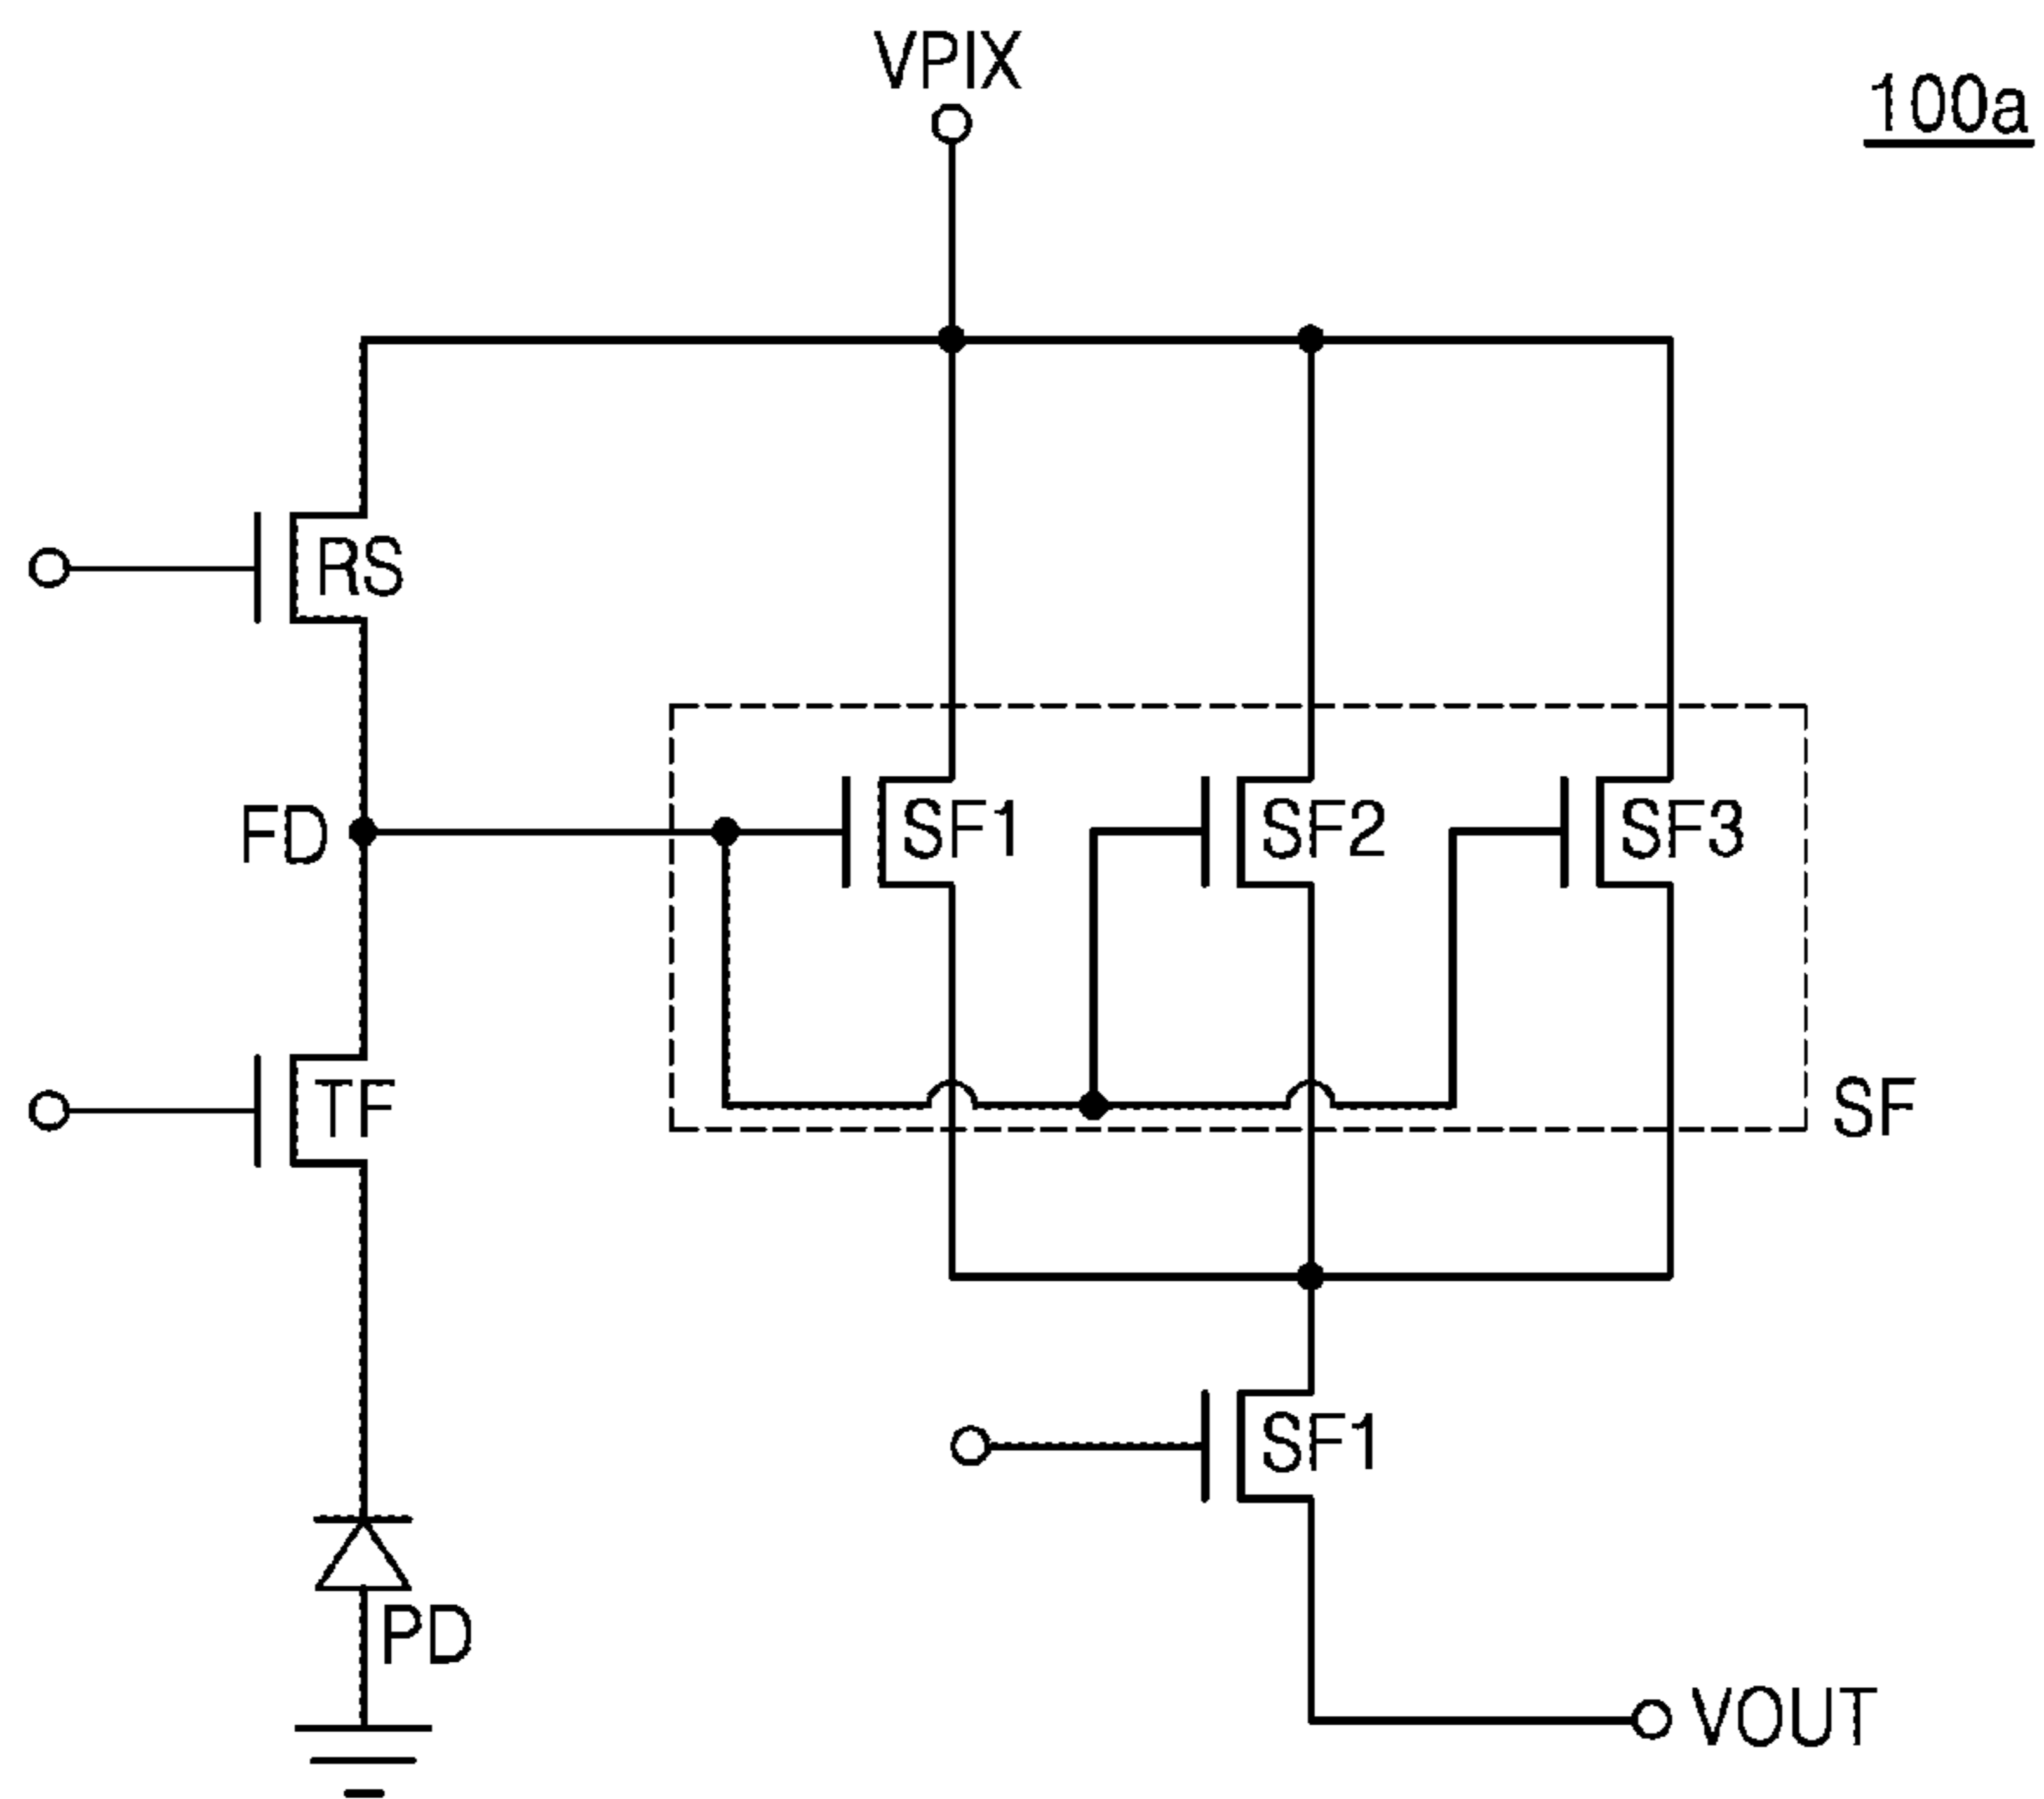 VPIX
100a
RS
FD
SF1
SF2
SF3
TF
SF
SF1
PD
VOUT